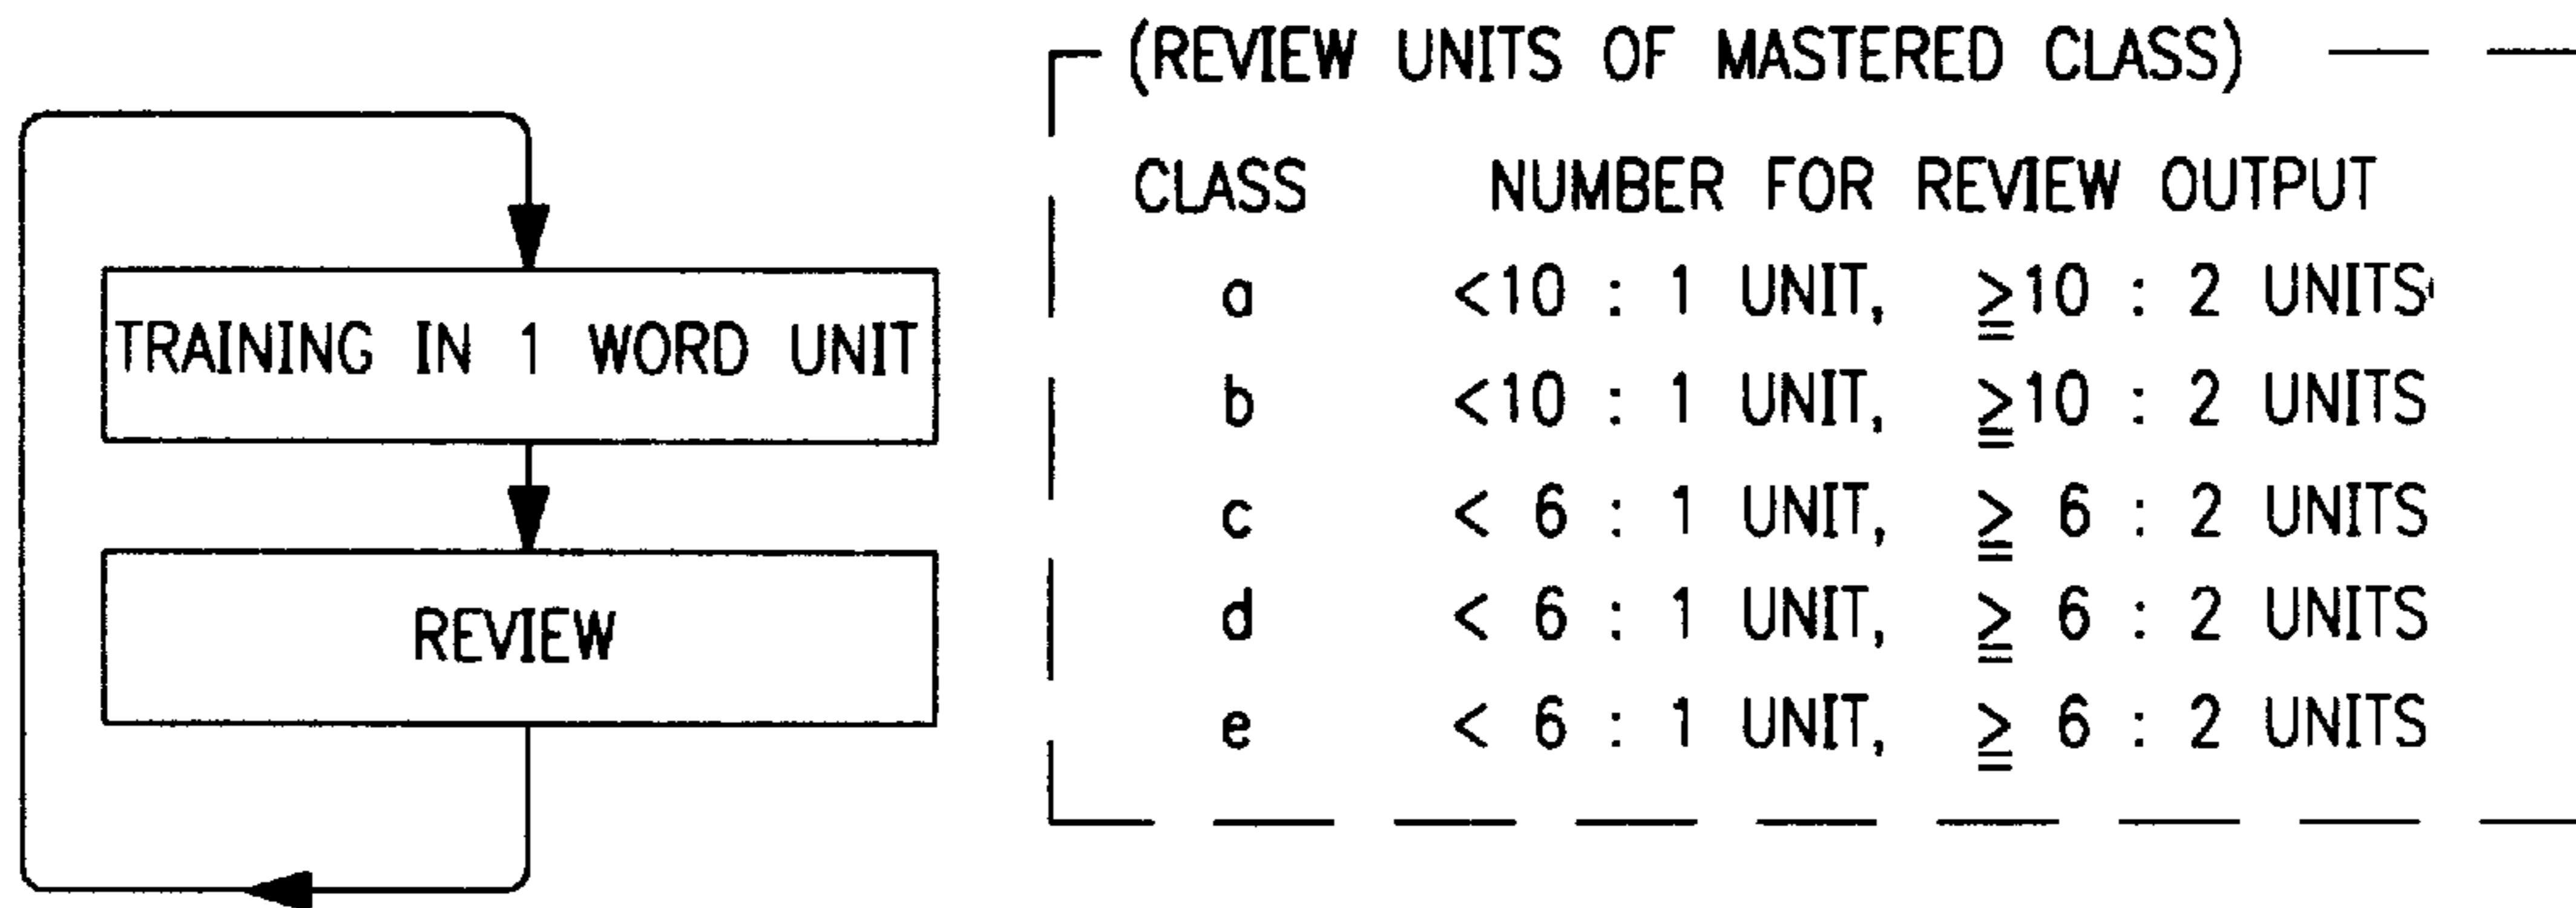 TRAINING IN 1 WORD UNIT
REVIEW
(REVIEW UNITS OF MASTERED CLASS)
CLASS NUMBER FOR REVIEW OUTPUT
a <10 : 1 UNIT, ≧10 : 2 UNITS
b <10 : 1 UNIT, ≧10 : 2 UNITS
c < 6 : 1 UNIT, ≧ 6 : 2 UNITS
d < 6 : 1 UNIT, ≧ 6 : 2 UNITS
e < 6 : 1 UNIT, ≧ 6 : 2 UNITS